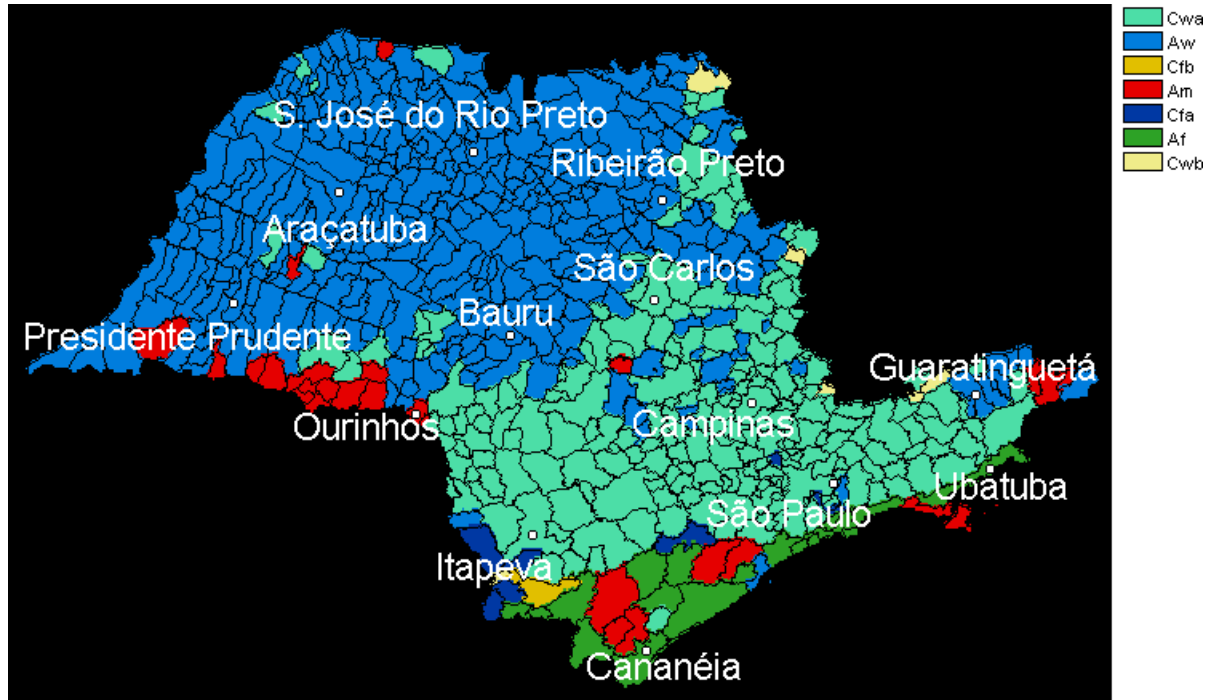 S. José do Rio Preto
Ribeirão Preto
Araçatuba
São Carlos
Bauru
Presidente Prudente
Guaratinguetá
Ourinhos
Campinas
Ubatuba
São Paulo
Itapeva
Cananéia
Cwa
Aw
Cfb
Am
Cfa
Af
Cwb